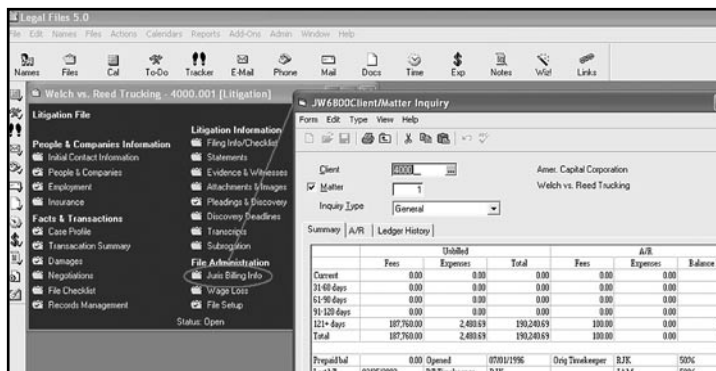 Legal Files 5.0
File Edit Names Files Actions Calendars Reports Add-Ons Admin Window Help
Names Files Cal To-Do Tracker E-Mail Phone Mail Docs Time Exp Notes Wiz! Links
Welch vs. Reed Trucking - 4000.001 [Litigation]
Litigation File
People & Companies Information
Initial Contact Information
People & Companies
Employment
Insurance
Facts & Transactions
Case Profile
Transacation Summary
Damages
Negotiations
File Checklist
Records Management
Litigation Information
Filing Info/Checklist
Statements
Evidence & Witnesses
Attachments & Images
Pleadings & Discovery
Discovery Deadlines
Transcripts
Subrogation
File Administration
Juris Billing Info
Wage Loss
File Setup
Status: Open
JW6800Client/Matter Inquiry
Form Edit Type View Help
Client 4000 ... Amer. Capital Corporation
Matter 1 Welch vs. Reed Trucking
Inquiry Type General
Summary A/R Ledger History
Unbilled A/R
Fees Expenses Total Fees Expenses Balance
Current 0.00 0.00 0.00 0.00 0.00
31-60 days 0.00 0.00 0.00 0.00 0.00
61-90 days 0.00 0.00 0.00 0.00 0.00
91-120 days 0.00 0.00 0.00 0.00 0.00
121+ days 187,760.00 2,480.69 190,240.69 100.00 0.00
Total 187,760.00 2,480.69 190,240.69 100.00 0.00
Prepaid bal 0.00 Opened 07/01/1996 Orig Timekeeper RJK 50%